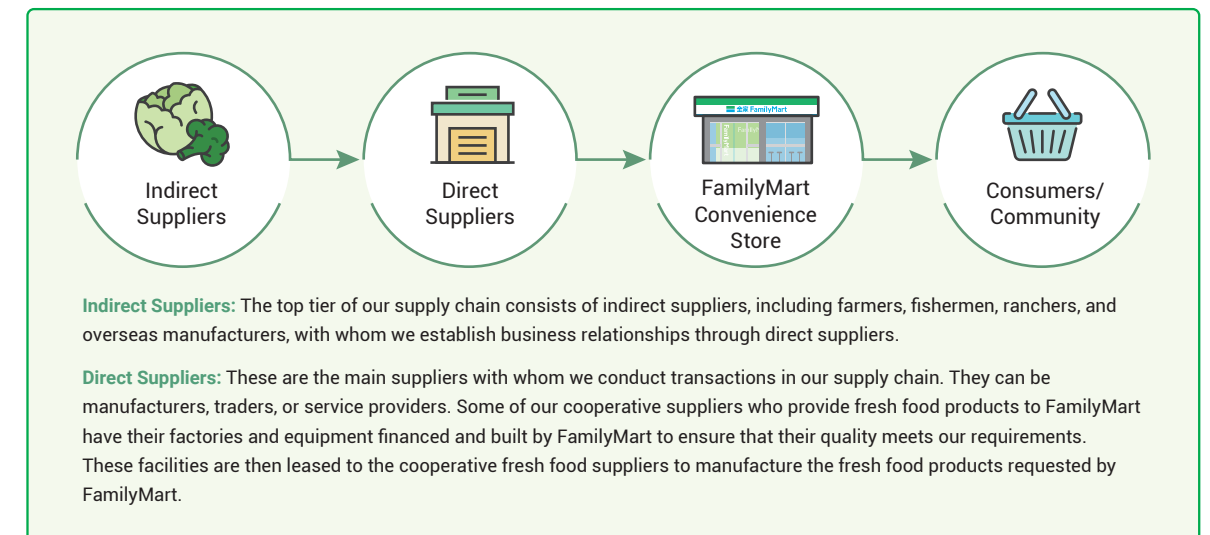 全家 FamilyMart
FamilyMart
FamilyMart
Indirect
Suppliers
Direct
Suppliers
FamilyMart
Convenience
Store
Consumers/
Community
Indirect Suppliers: The top tier of our supply chain consists of indirect suppliers, including farmers, fishermen, ranchers, and
overseas manufacturers, with whom we establish business relationships through direct suppliers.
Direct Suppliers: These are the main suppliers with whom we conduct transactions in our supply chain. They can be
manufacturers, traders, or service providers. Some of our cooperative suppliers who provide fresh food products to FamilyMart
have their factories and equipment financed and built by FamilyMart to ensure that their quality meets our requirements.
These facilities are then leased to the cooperative fresh food suppliers to manufacture the fresh food products requested by
FamilyMart.